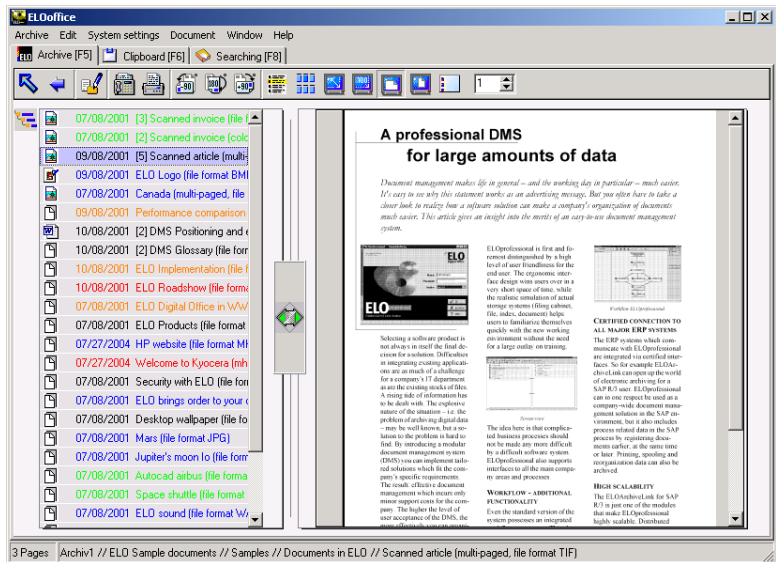 ELOoffice
Archive Edit System settings Document Window Help
Archive [F5] Clipboard [F6] Searching [F8]
-90 180 +90 1
07/08/2001 [3] Scanned invoice (file f
07/08/2001 [2] Scanned invoice (colo
09/08/2001 [5] Scanned article (multi-
09/08/2001 ELO Logo (file format BMI
07/08/2001 Canada (multi-paged, file
09/08/2001 Performance comparison
10/08/2001 [2] DMS Positioning and e
10/08/2001 [2] DMS Glossary (file forr
10/08/2001 ELO Implementation (file f
10/08/2001 ELO Roadshow (file forma
07/08/2001 ELO Digital Office in WW
07/08/2001 ELO Products (file format
07/27/2004 HP website (file format MH
07/27/2004 Welcome to Kyocera (mh
07/08/2001 Security with ELO (file forr
07/08/2001 ELO brings order to your c
07/08/2001 Desktop wallpaper (file fo
07/08/2001 Mars (file format JPG)
07/08/2001 Jupiter's moon Io (file form
07/08/2001 Autocad airbus (file forma
07/08/2001 Space shuttle (file format
07/08/2001 ELO sound (file format WA
A professional DMS
for large amounts of data
Document management makes life in general – and the working day in particular – much easier.
It's easy to see why this statement works as an advertising message. But you often have to take a
closer look to realize how a software solution can make a company's organization of documents
much easier. This article gives an insight into the merits of an easy-to-use document management
system.
ELO
ELO
Selecting a software product is
not always in itself the final de-
cision for a solution. Difficulties
in integrating existing applicati-
ons are as much of a challenge
for a company's IT department
as are the existing stocks of files.
A rising tide of information has
to be dealt with. The explosive
nature of the situation – i.e. the
problem of archiving digital data
– may be well known, but a so-
lution to the problem is hard to
find. By introducing a modular
document management system
(DMS) you can implement tailo-
red solutions which fit the com-
pany's specific requirements.
The result: effective document
management which incurs only
minor support costs for the com-
pany. The higher the level of
user acceptance of the DMS, the
more effectively you can organi-
ELOprofessional is first and fo-
remost distinguished by a high
level of user friendliness for the
end user. The ergonomic inter-
face design wins users over in a
very short space of time, while
the realistic simulation of actual
storage systems (filing cabinet,
file, index, document) helps
users to familiarize themselves
quickly with the new working
environment without the need
for a large outlay on training.
The idea here is that complica-
ted business processes should
not be made any more difficult
by a difficult software system.
ELOprofessional also supports
interfaces to all the main compa-
ny areas and processes.
WORKFLOW - ADDITIONAL
FUNCTIONALITY
Even the standard version of the
system possesses an integrated
Workflow ELOprofessional
CERTIFIED CONNECTION TO
ALL MAJOR ERP SYSTEMS
The ERP systems which com-
municate with ELOprofessional
are integrated via certified inter-
faces. So for example ELOAr-
chiveLink can open up the world
of electronic archiving for a
SAP R/3 user. ELOprofessional
can in one respect be used as a
company-wide document mana-
gement solution in the SAP en-
vironment, but it also includes
process related data in the SAP
process by registering docu-
ments earlier, at the same time
or later. Printing, spooling and
reorganization data can also be
archived.
HIGH SCALABILITY
The ELOArchiveLink for SAP
R/3 is just one of the modules
that make ELOprofessional
highly scalable. Distributed
3 Pages Archiv1 // ELO Sample documents // Samples // Documents in ELO // Scanned article (multi-paged, file format TIF)